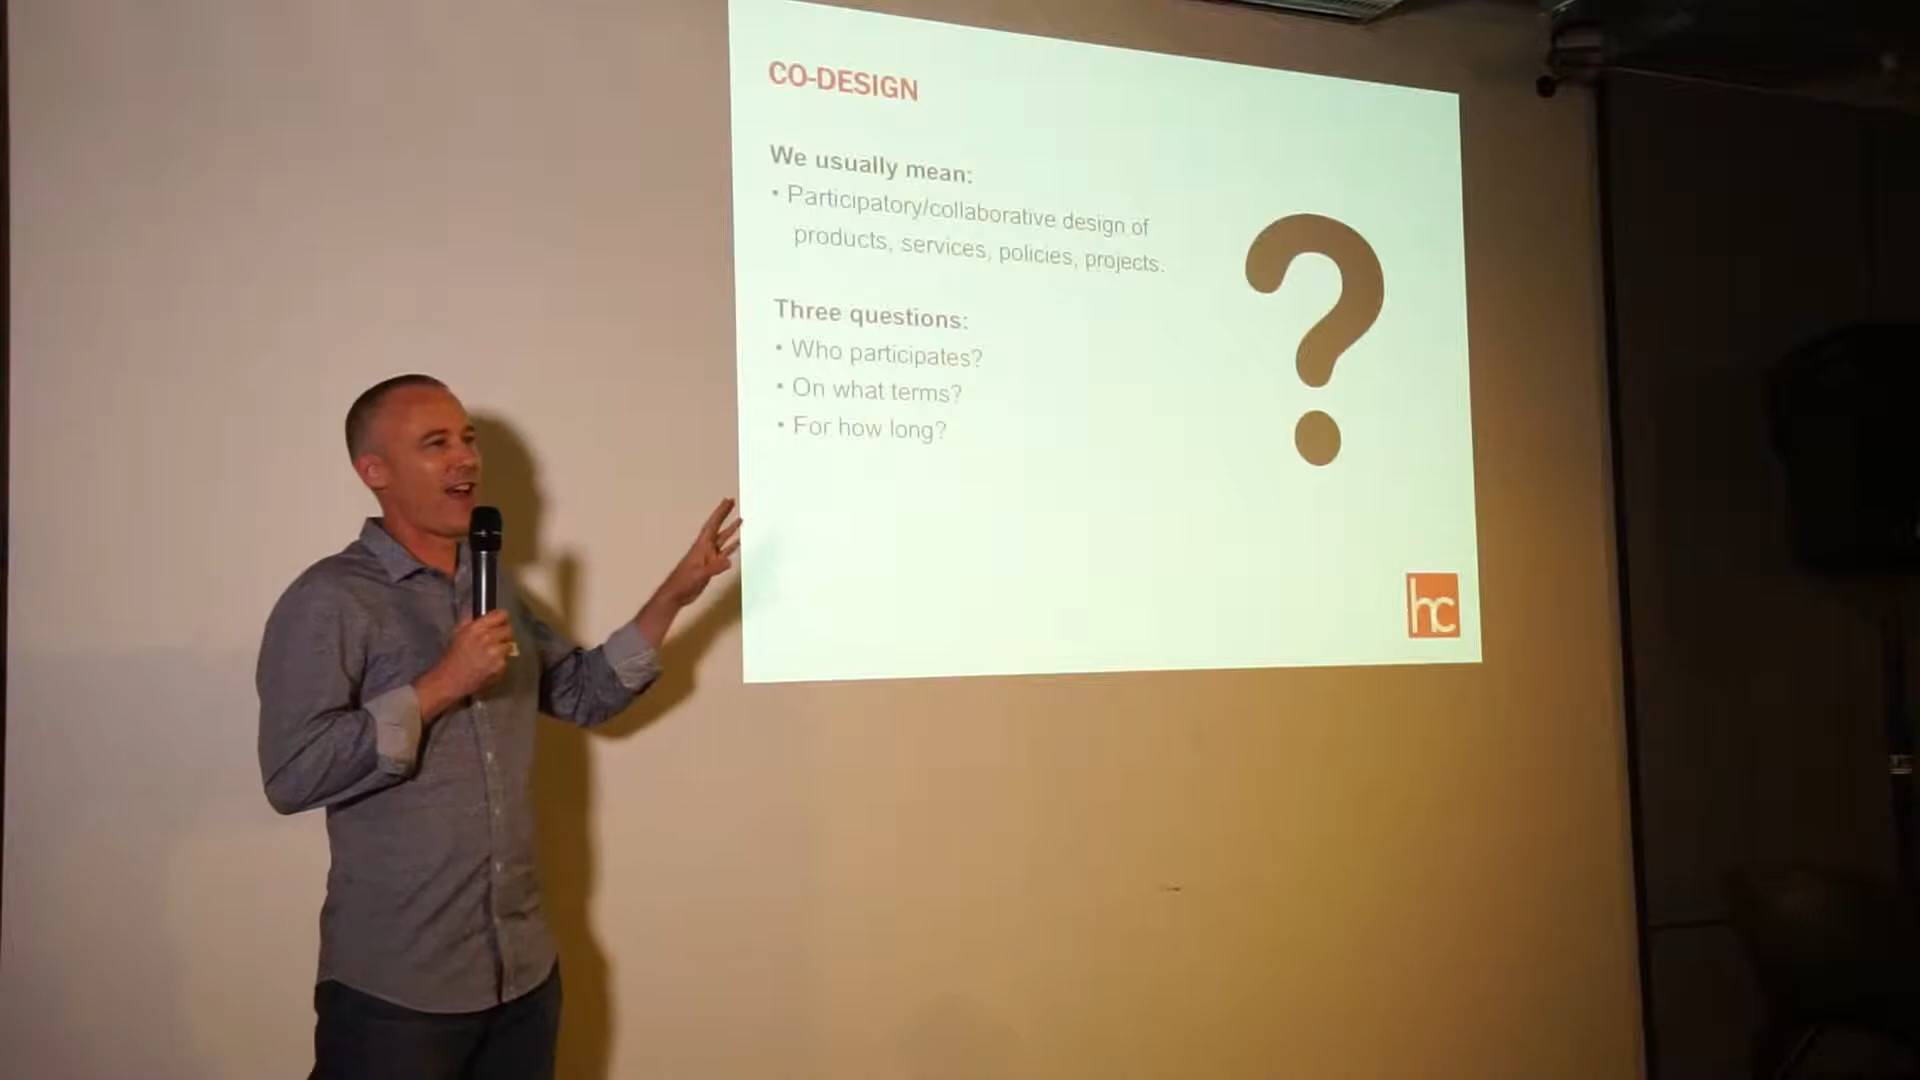 CO-DESIGN
We usually mean:
• Participatory/collaborative design of
products, services, policies, projects.
Three questions:
• Who participates?
• On what terms?
• For how long?
?
hc